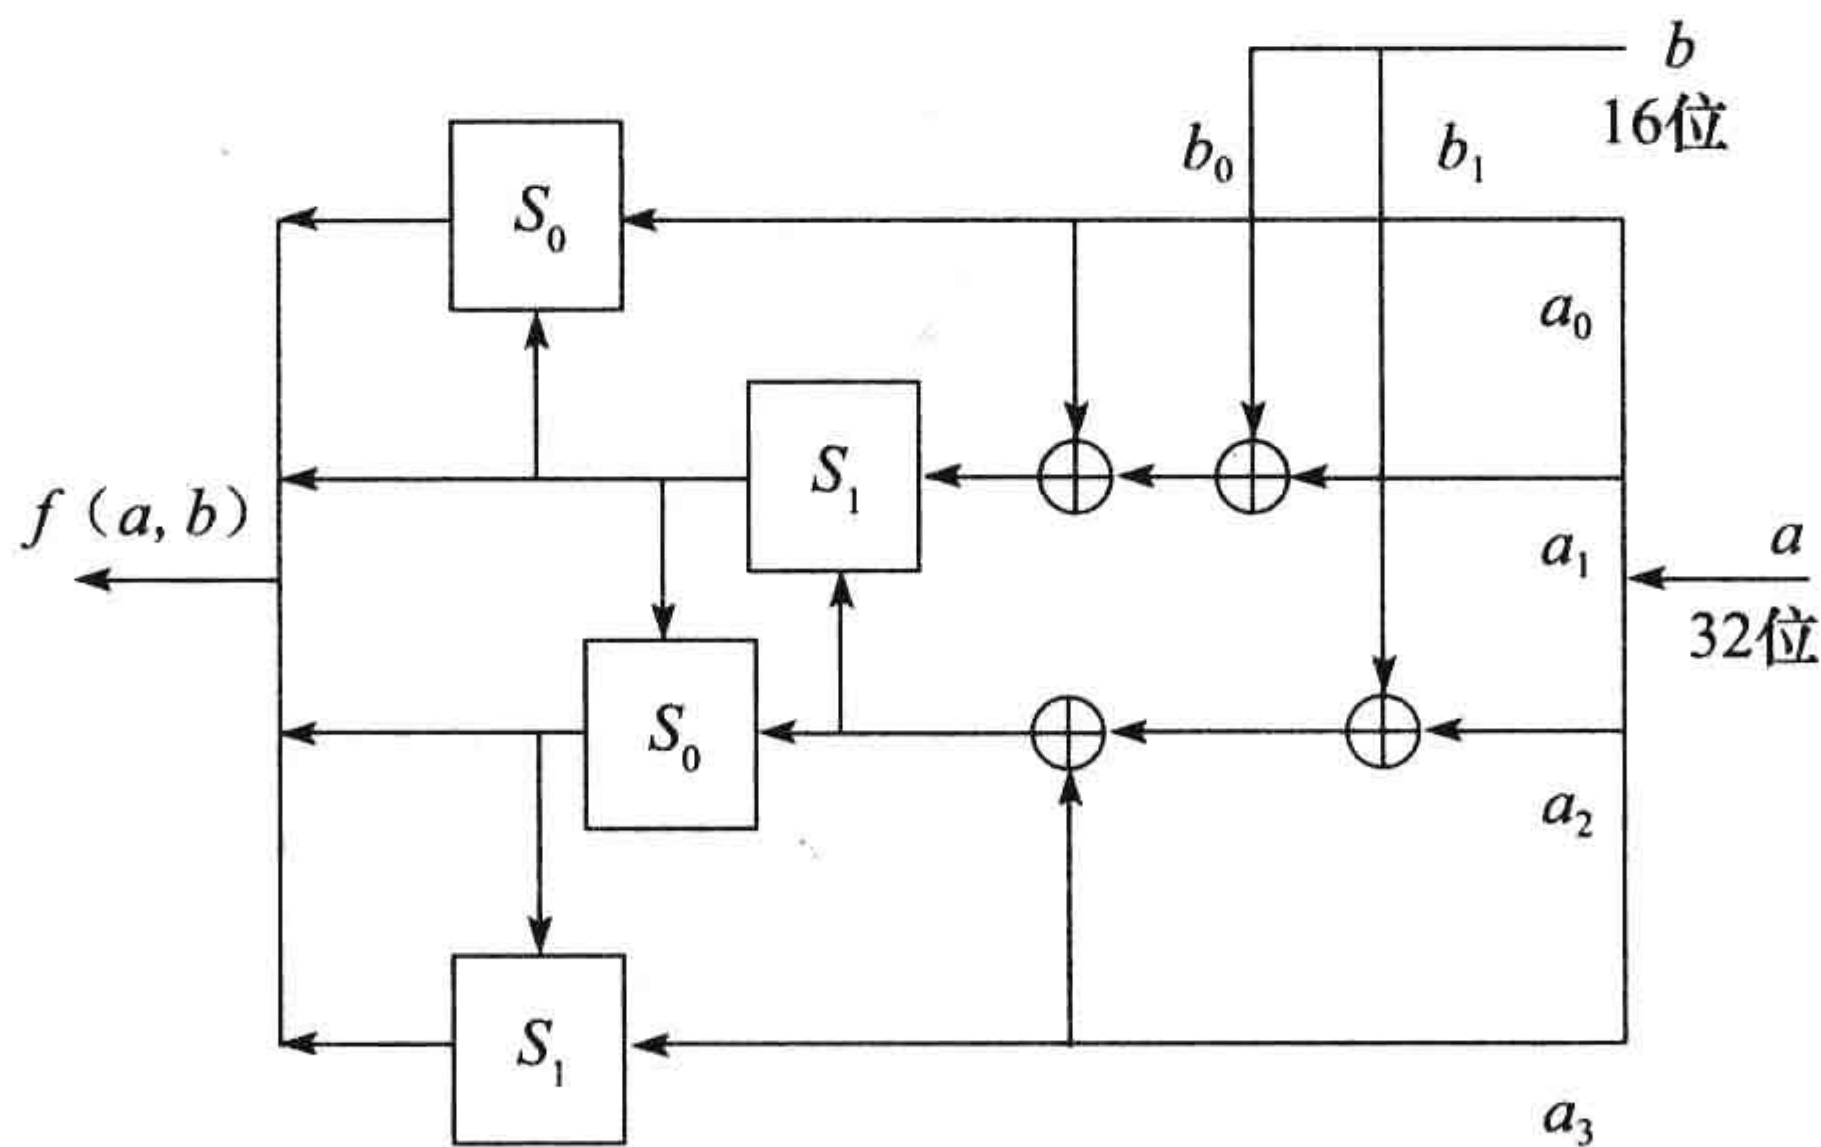 b
16位
b₀
b₁
S₀
a₀
S₁
f（a, b）
a₁
a
32位
S₀
a₂
S₁
a₃